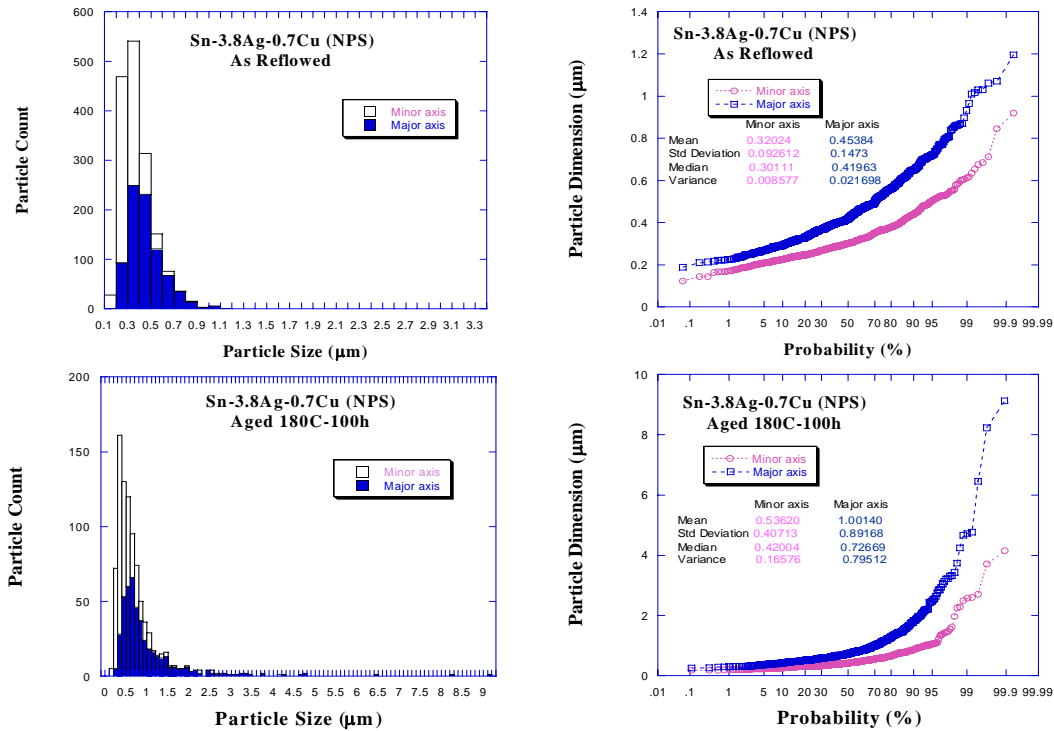 Sn-3.8Ag-0.7Cu (NPS)
As Reflowed
Minor axis
Major axis
Particle Count
600
500
400
300
200
100
0
0.1 0.3 0.5 0.7 0.9 1.1 1.3 1.5 1.7 1.9 2.1 2.3 2.5 2.7 2.9 3.1 3.3
Particle Size (μm)
Sn-3.8Ag-0.7Cu (NPS)
As Reflowed
Minor axis
Major axis
Minor axis Major axis
Mean 0.32024 0.45384
Std Deviation 0.092612 0.1473
Median 0.30111 0.41963
Variance 0.008577 0.021698
Particle Dimension (μm)
1.4
1.2
1
0.8
0.6
0.4
0.2
0
.01 .1 1 5 10 20 30 50 70 80 90 95 99 99.9 99.99
Probability (%)
Sn-3.8Ag-0.7Cu (NPS)
Aged 180C-100h
Minor axis
Major axis
Particle Count
200
150
100
50
0
0 0.5 1 1.5 2 2.5 3 3.5 4 4.5 5 5.5 6 6.5 7 7.5 8 8.5 9
Particle Size (μm)
Sn-3.8Ag-0.7Cu (NPS)
Aged 180C-100h
Minor axis
Major axis
Minor axis Major axis
Mean 0.53620 1.00140
Std Deviation 0.40713 0.89168
Median 0.42004 0.72669
Variance 0.16576 0.79512
Particle Dimension (μm)
10
8
6
4
2
0
.01 .1 1 5 10 20 30 50 70 80 90 95 99 99.9 99.99
Probability (%)